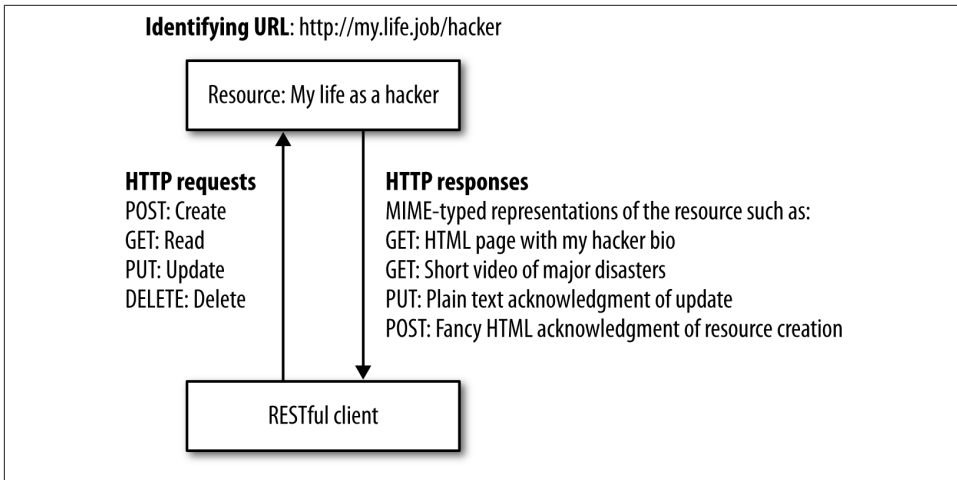 Identifying URL: http://my.life.job/hacker
Resource: My life as a hacker
HTTP requests
POST: Create
GET: Read
PUT: Update
DELETE: Delete
HTTP responses
MIME-typed representations of the resource such as:
GET: HTML page with my hacker bio
GET: Short video of major disasters
PUT: Plain text acknowledgment of update
POST: Fancy HTML acknowledgment of resource creation
RESTful client